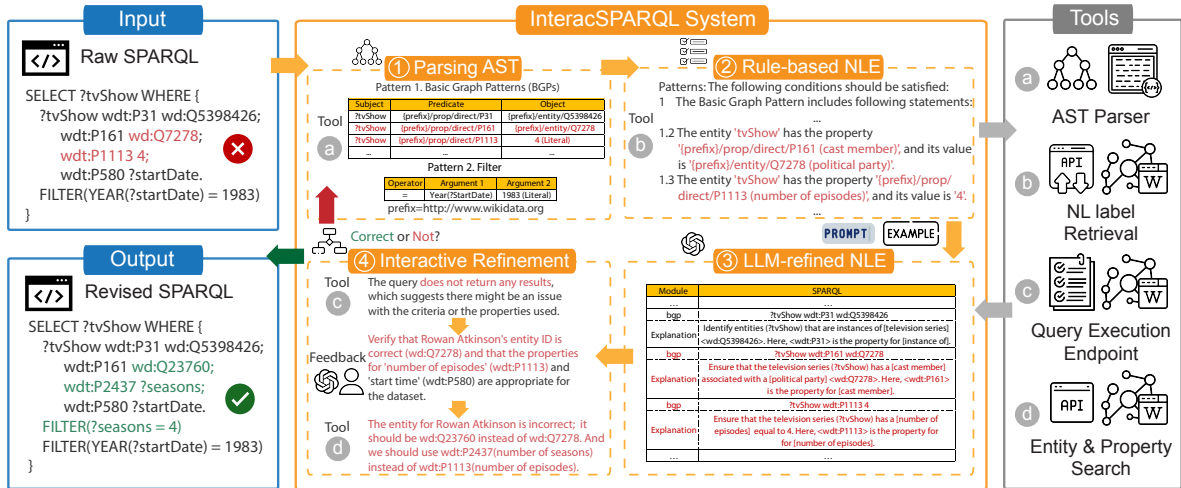 Input
Raw SPARQL
</>
SELECT ?tvShow WHERE {
?tvShow wdt:P31 wd:Q5398426;
wdt:P161 wd:Q7278;
wdt:P1113 4;
wdt:P580 ?startDate.
FILTER(YEAR(?startDate) = 1983)
}
Output
Revised SPARQL
</>
SELECT ?tvShow WHERE {
?tvShow wdt:P31 wd:Q5398426;
wdt:P161 wd:Q23760;
wdt:P2437 ?seasons;
wdt:P580 ?startDate.
FILTER(?seasons = 4)
FILTER(YEAR(?startDate) = 1983)
}
InteracSPARQL System
① Parsing AST
Pattern 1. Basic Graph Patterns (BGPs)
Subject Predicate Object
?tvShow {prefix}/prop/direct/P31 {prefix}/entity/Q5398426
?tvShow {prefix}/prop/direct/P161 {prefix}/entity/Q7278
?tvShow {prefix}/prop/direct/P1113 4 (Literal)
... ... ...
Pattern 2. Filter
Operator Argument 1 Argument 2
= Year(?StartDate) 1983 (Literal)
prefix=http://www.wikidata.org
Tool
a
② Rule-based NLE
Patterns: The following conditions should be satisfied:
1 The Basic Graph Pattern includes following statements:
...
1.2 The entity 'tvShow' has the property
'{prefix}/prop/direct/P161 (cast member)', and its value
is '{prefix}/entity/Q7278 (political party)'.
1.3 The entity 'tvShow' has the property '{prefix}/prop/
direct/P1113 (number of episodes)', and its value is '4'.
...
Tool
b
PROMPT
EXAMPLE
③ LLM-refined NLE
Module SPARQL
... ...
bgp ?tvShow wdt:P31 wd:Q5398426
Explanation Identify entities (?tvShow) that are instances of [television series]
<wd:Q5398426>. Here, <wdt:P31> is the property for [instance of].
bgp ?tvShow wdt:P161 wd:Q7278
Explanation Ensure that the television series (?tvShow) has a [cast member]
associated with a [political party] <wd:Q7278>. Here, <wdt:P161>
is the property for [cast member].
bgp ?tvShow wdt:P1113 4
Explanation Ensure that the television series (?tvShow) has a [number of
episodes] equal to 4. Here, <wdt:P1113> is the property for
for [number of episodes].
... ...
Correct or Not?
④ Interactive Refinement
Tool
c
The query does not return any results,
which suggests there might be an issue
with the criteria or the properties used.
Feedback
Verify that Rowan Atkinson's entity ID is
correct (wd:Q7278) and that the properties
for 'number of episodes' (wdt:P1113) and
'start time' (wdt:P580) are appropriate for
the dataset.
Tool
d
The entity for Rowan Atkinson is incorrect; it
should be wd:Q23760 instead of wd:Q7278. And
we should use wdt:P2437(number of seasons)
instead of wdt:P1113(number of episodes).
Tools
a
</>
AST Parser
b
API
W
NL label
Retrieval
c
W
Query Execution
Endpoint
d
API
W
Entity & Property
Search